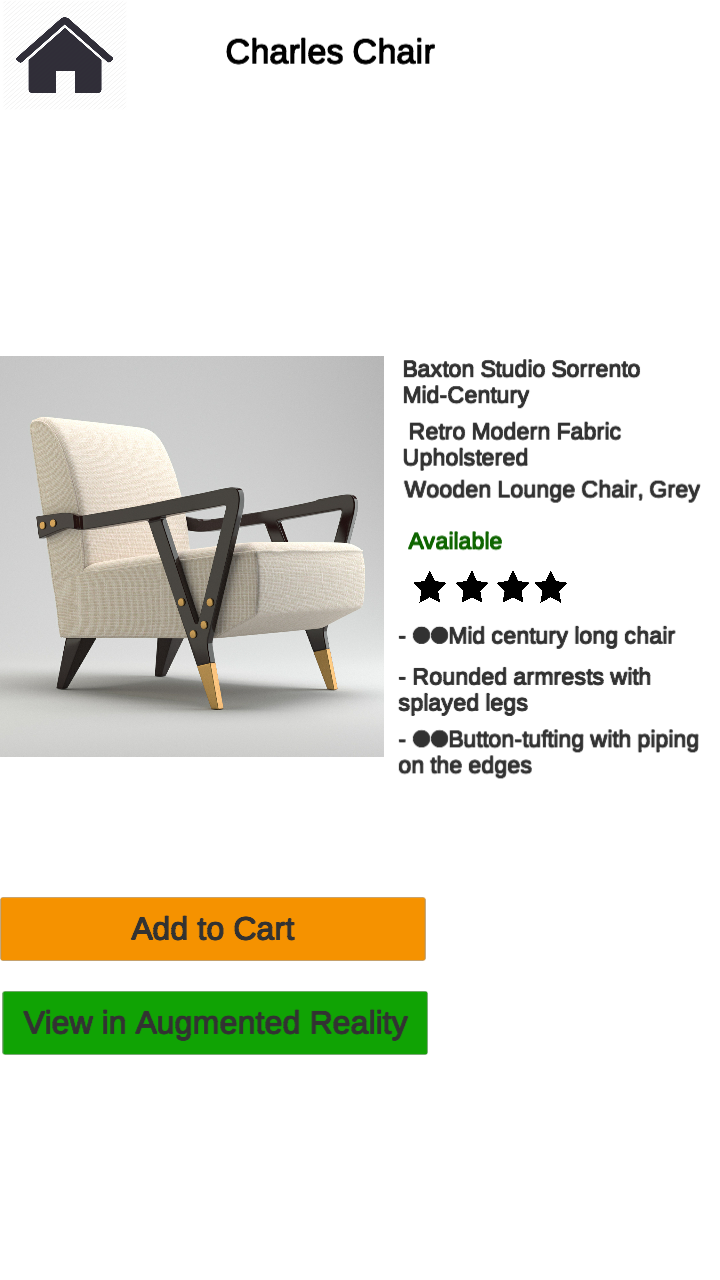 Charles Chair
Baxton Studio Sorrento
Mid-Century
Retro Modern Fabric
Upholstered
Wooden Lounge Chair, Grey
Available
- ●●Mid century long chair
- Rounded armrests with
splayed legs
- ●●Button-tufting with piping
on the edges
Add to Cart
View in Augmented Reality